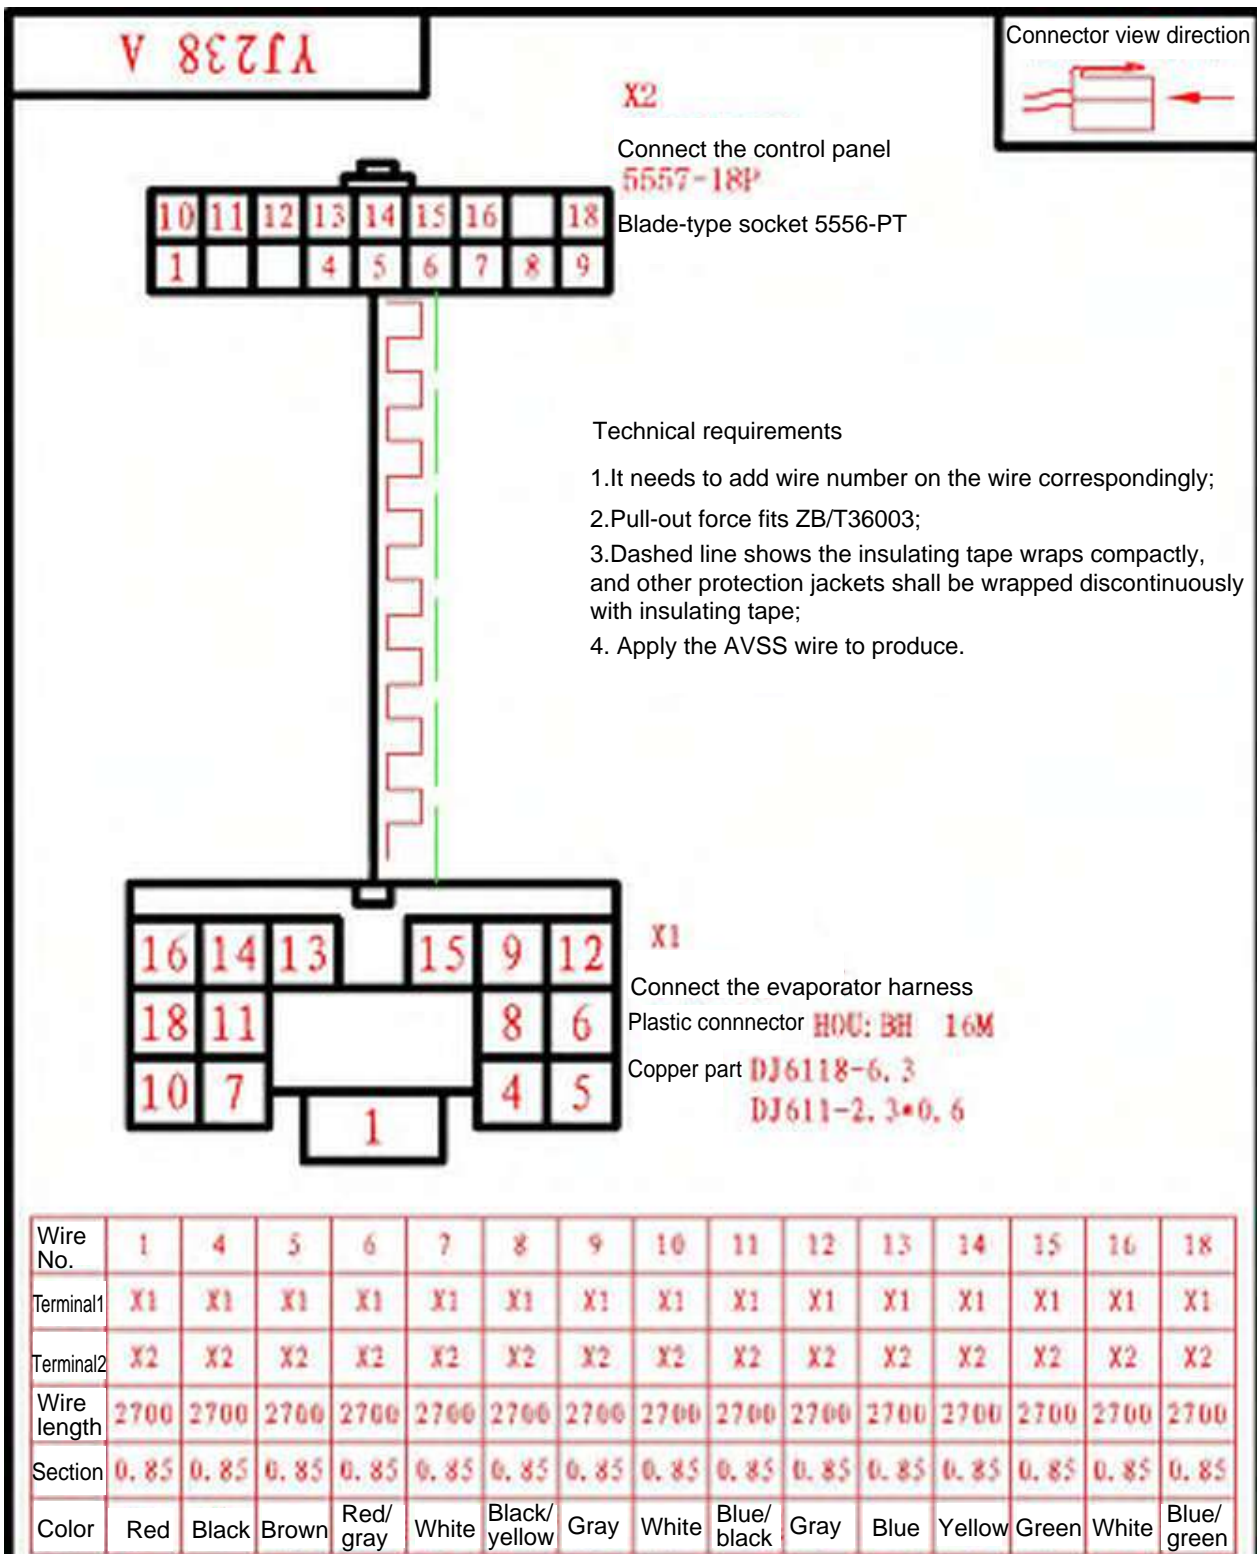 YJ238 A
Connector view direction
X2
Connect the control panel
5557-18P
Blade-type socket 5556-PT
10 11 12 13 14 15 16 18
1 4 5 6 7 8 9
Technical requirements
1.It needs to add wire number on the wire correspondingly;
2.Pull-out force fits ZB/T36003;
3.Dashed line shows the insulating tape wraps compactly,
and other protection jackets shall be wrapped discontinuously
with insulating tape;
4. Apply the AVSS wire to produce.
16 14 13 15 9 12
18 11 8 6
10 7 4 5
1
X1
Connect the evaporator harness
Plastic connnector HOU: BH 16M
Copper part DJ6118-6.3
DJ611-2.3*0.6
Wire No. 1 4 5 6 7 8 9 10 11 12 13 14 15 16 18
Terminal1 X1 X1 X1 X1 X1 X1 X1 X1 X1 X1 X1 X1 X1 X1 X1
Terminal2 X2 X2 X2 X2 X2 X2 X2 X2 X2 X2 X2 X2 X2 X2 X2
Wire length 2700 2700 2700 2700 2700 2700 2700 2700 2700 2700 2700 2700 2700 2700 2700
Section 0.85 0.85 0.85 0.85 0.85 0.85 0.85 0.85 0.85 0.85 0.85 0.85 0.85 0.85 0.85
Color Red Black Brown Red/gray White Black/yellow Gray White Blue/black Gray Blue Yellow Green White Blue/green